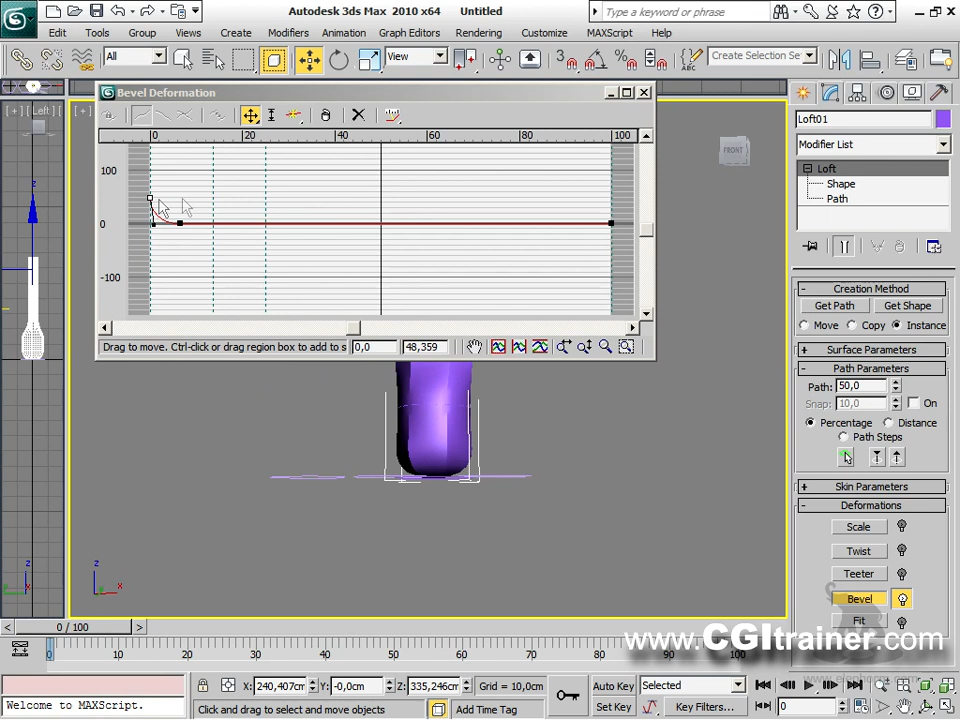 Autodesk 3ds Max 2010 x64 Untitled
Type a keyword or phrase
Edit Tools Group Views Create Modifiers Animation Graph Editors Rendering Customize MAXScript Help
All View 3 Create Selection Se
[ + ] [ Left ] [ + ]
Bevel Deformation
0 20 40 60 80 100
100
0
-100
Drag to move. Ctrl-click or drag region box to add to s 0,0 48,359
FRONT
z
z
x
z
x
Loft01
Modifier List
Loft
Shape
Path
- Creation Method
Get Path Get Shape
Move Copy Instance
+ Surface Parameters
- Path Parameters
Path: 50,0
Snap: 10,0 On
Percentage Distance
Path Steps
+ Skin Parameters
- Deformations
Scale
Twist
Teeter
Bevel
Fit
www.CGItrainer.com
< 0 / 100 >
0 10 20 30 40 50 60 70 80 90 100
X: 240,407cm Y: -0,0cm Z: 335,246cm Grid = 10,0cm Auto Key Selected
Welcome to MAXScript. Click and drag to select and move objects Add Time Tag Set Key Key Filters... 0